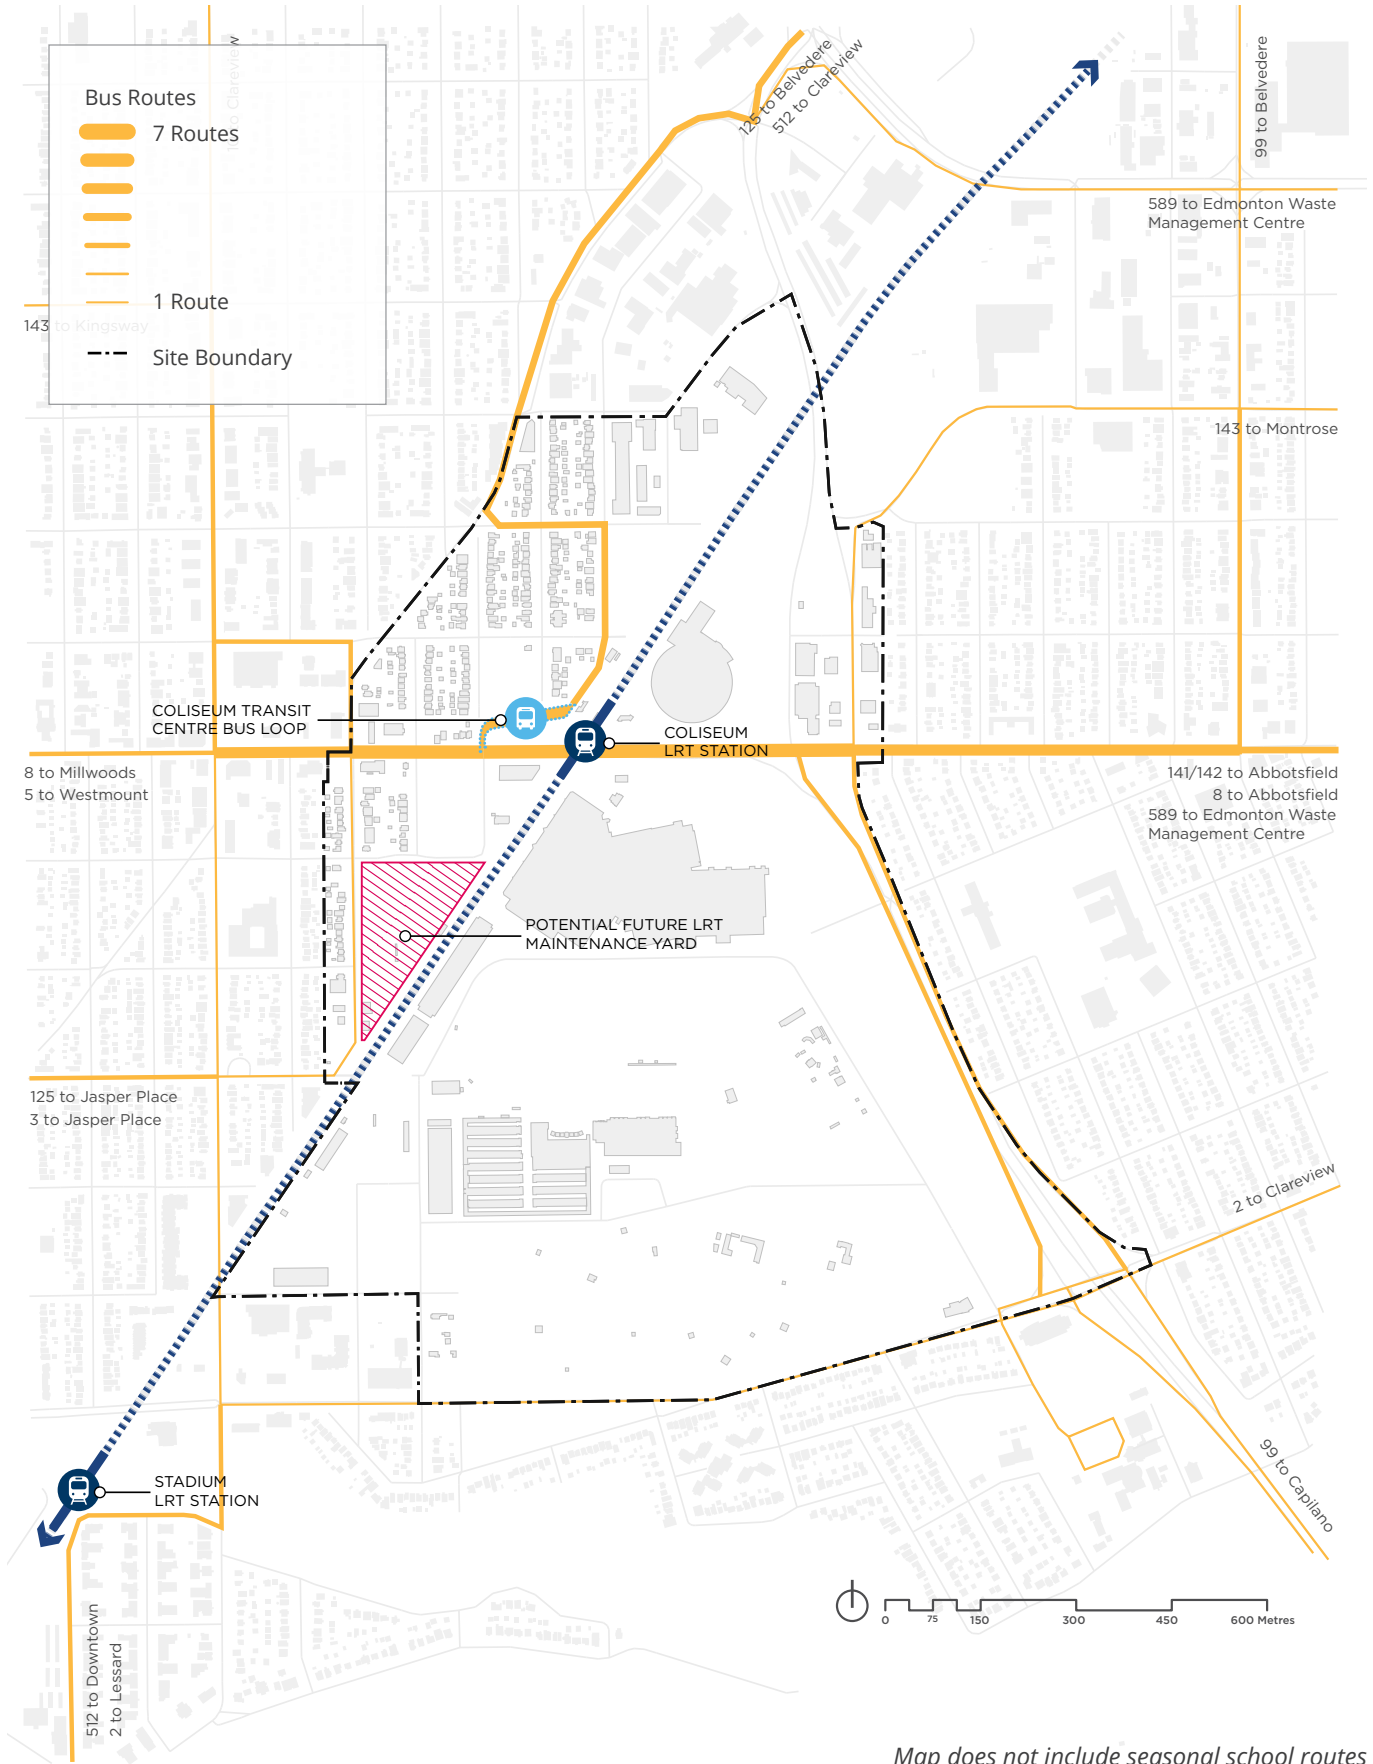 Bus Routes
7 Routes
1 Route
Site Boundary
to Clareview
143 to Kingsway
125 to Belvedere
512 to Clareview
99 to Belvedere
589 to Edmonton Waste
Management Centre
143 to Montrose
COLISEUM TRANSIT
CENTRE BUS LOOP
COLISEUM
LRT STATION
8 to Millwoods
5 to Westmount
141/142 to Abbotsfield
8 to Abbotsfield
589 to Edmonton Waste
Management Centre
POTENTIAL FUTURE LRT
MAINTENANCE YARD
125 to Jasper Place
3 to Jasper Place
2 to Clareview
99 to Capilano
STADIUM
LRT STATION
512 to Downtown
2 to Lessard
0 75 150 300 450 600 Metres
Map does not include seasonal school routes